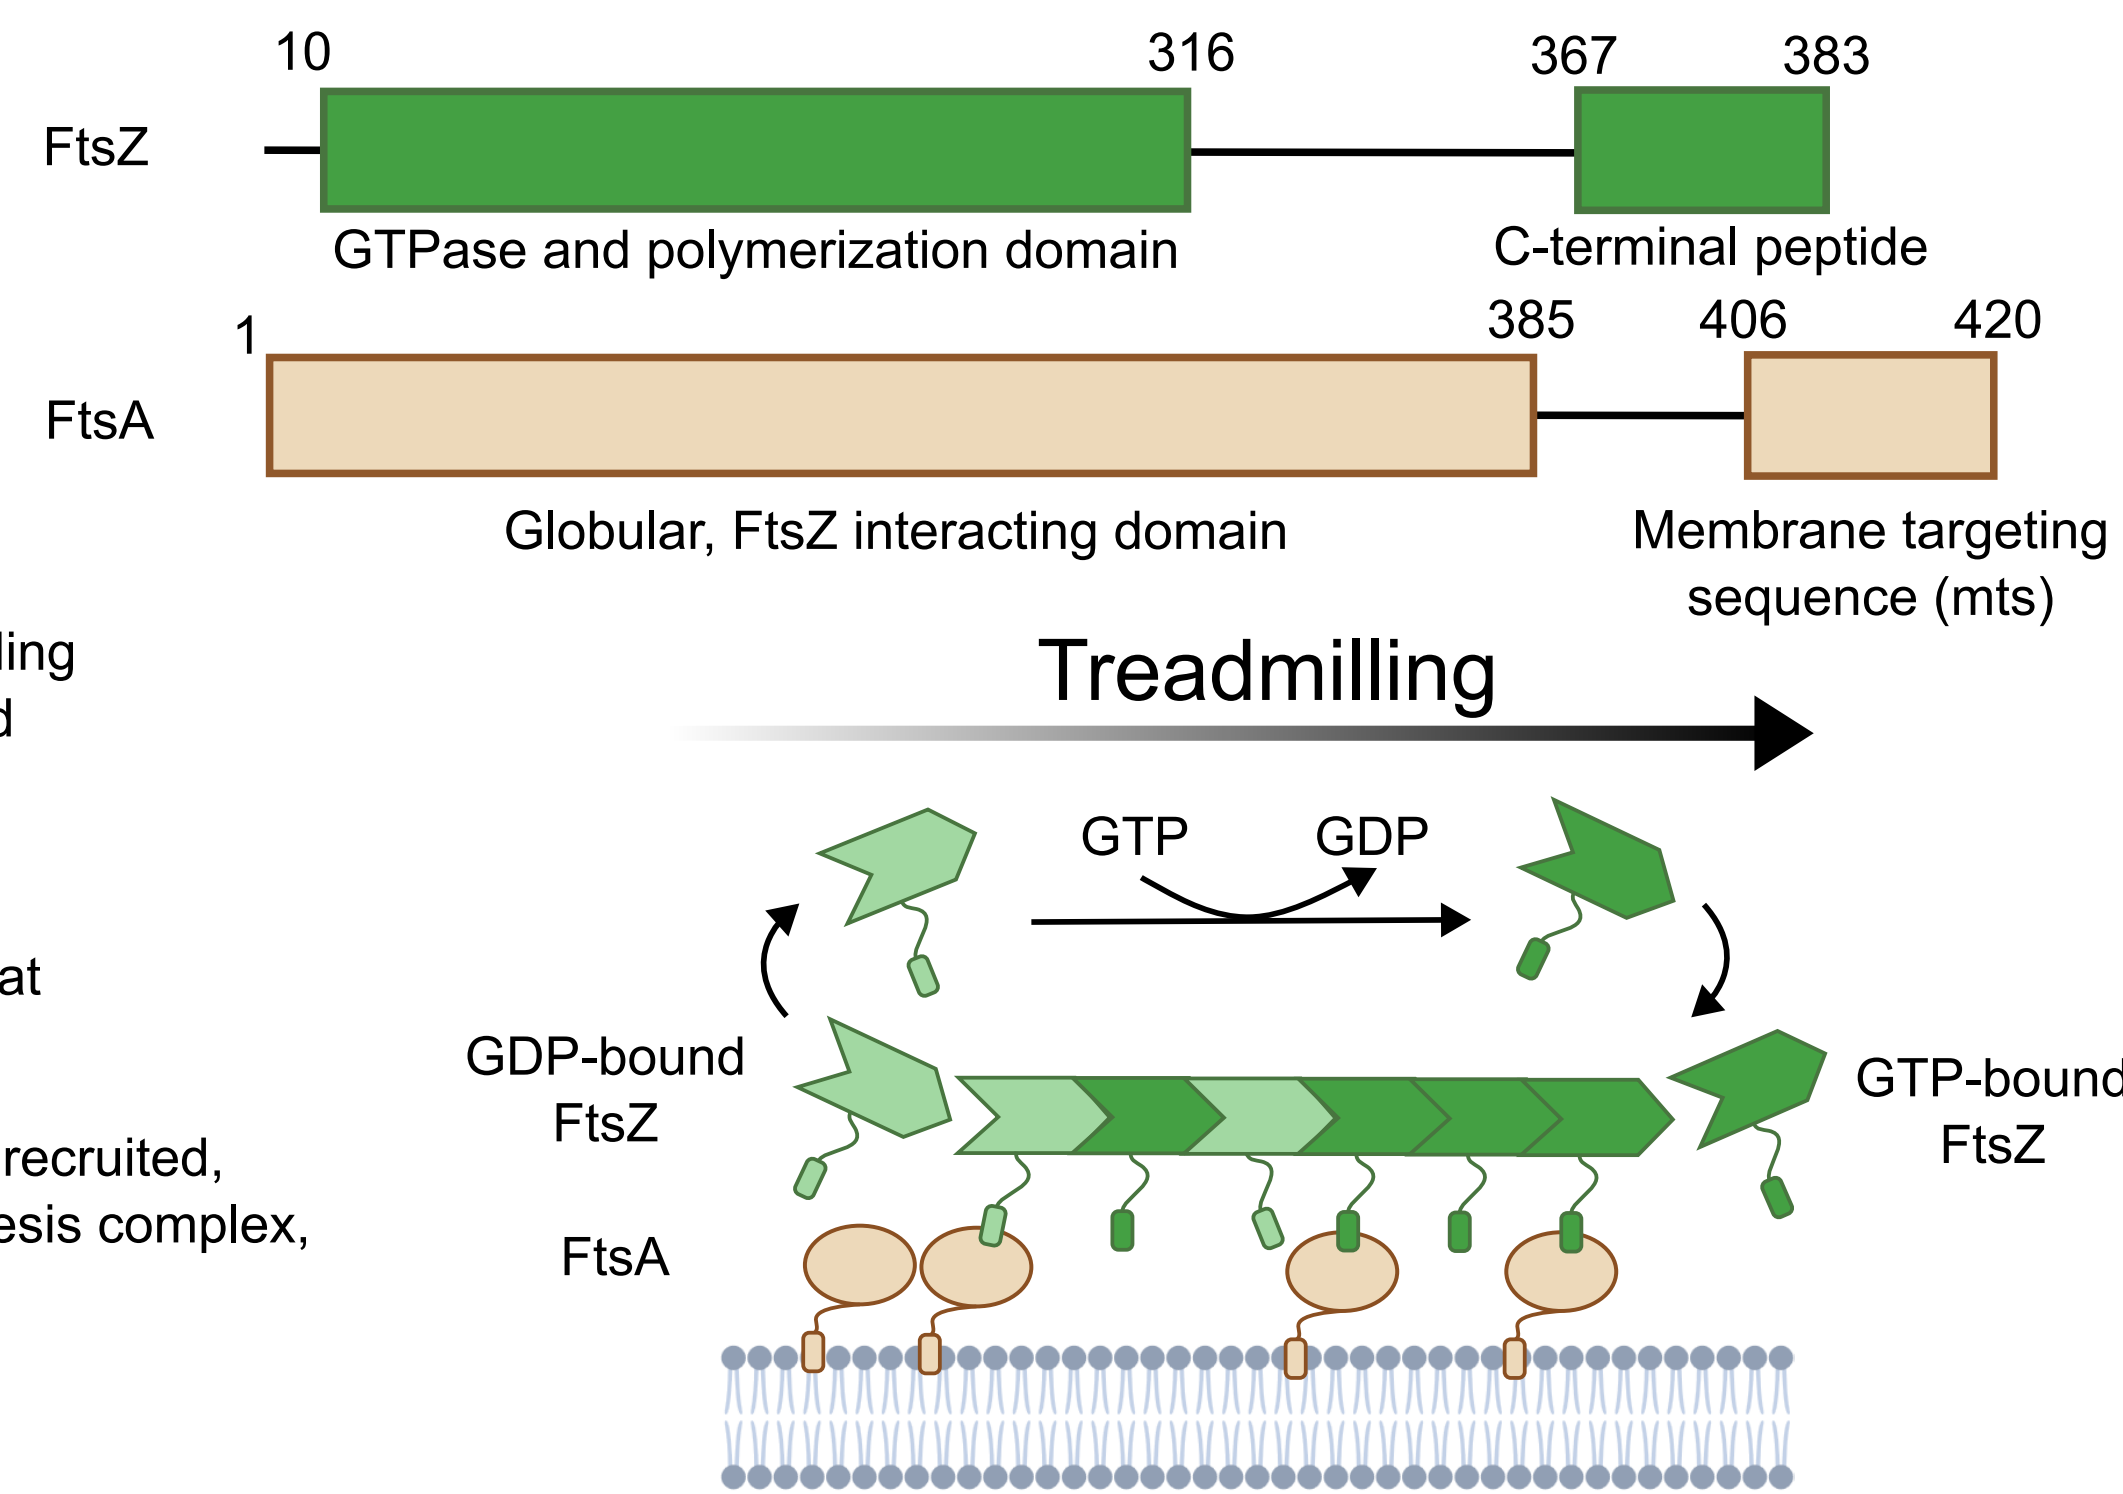 10 316 367 383
FtsZ
GTPase and polymerization domain
C-terminal peptide
1 385 406 420
FtsA
Globular, FtsZ interacting domain
Membrane targeting
sequence (mts)
ling
d
at
recruited,
esis complex,
Treadmilling
GTP GDP
GDP-bound
FtsZ
GTP-bound
FtsZ
FtsA